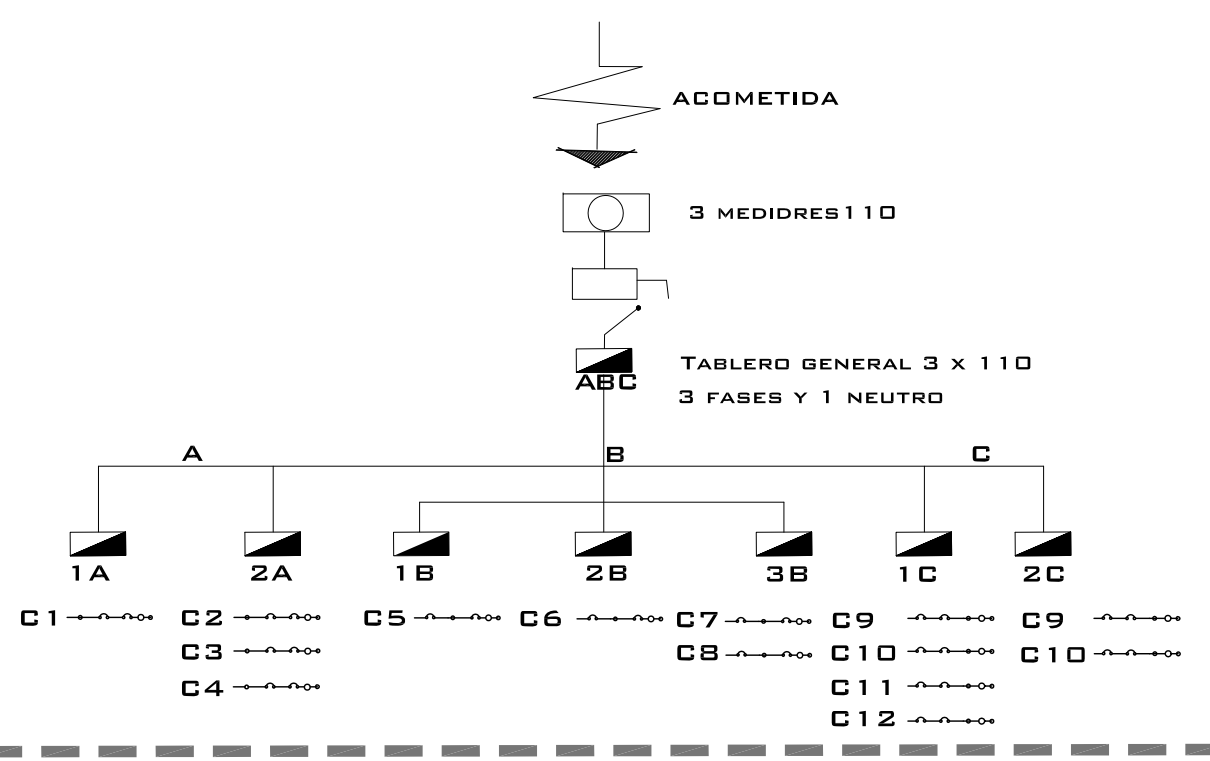 ACOMETIDA
3 MEDIDRES110
TABLERO GENERAL 3 X 110
ABC
3 FASES Y 1 NEUTRO
A B C
1A 2A 1B 2B 3B 1C 2C
C1 C2 C5 C6 C7 C9 C9
C3 C8 C10 C10
C4 C11
C12